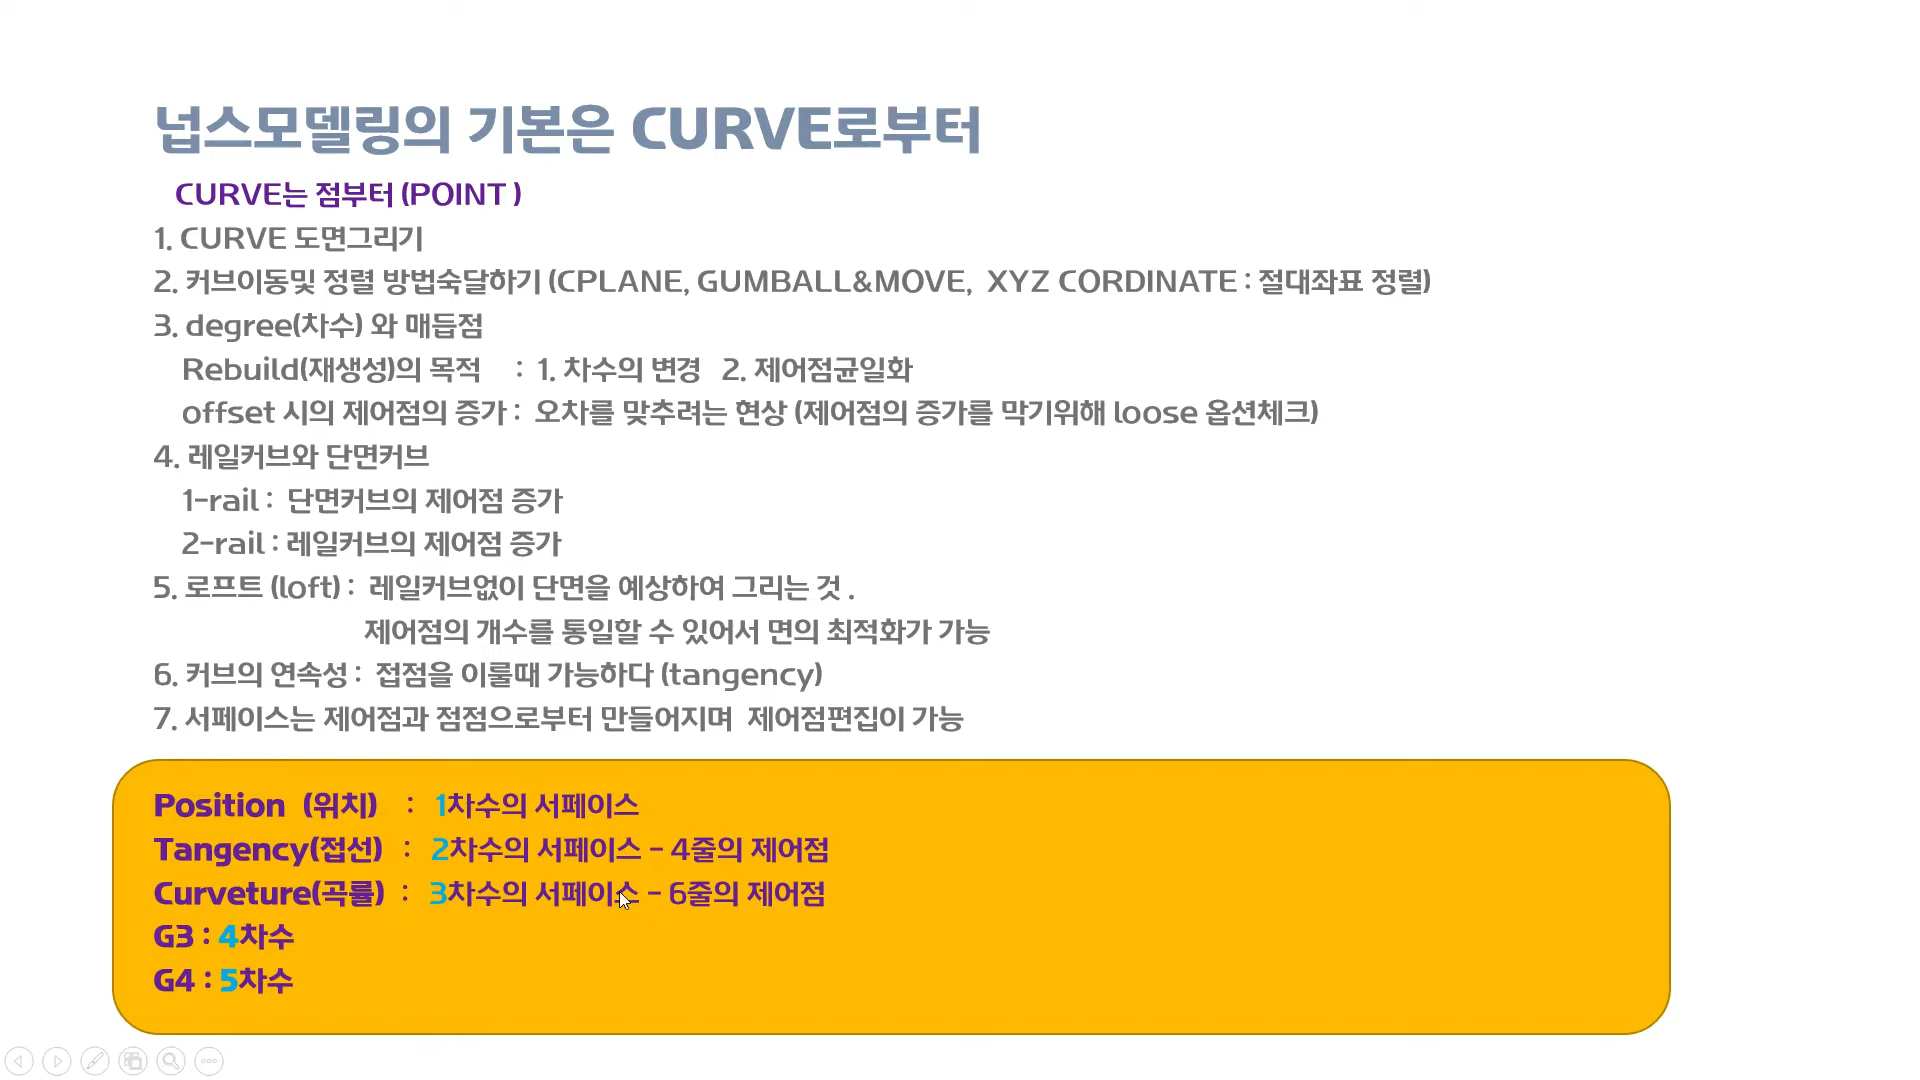 넙스모델링의 기본은 CURVE로부터
CURVE는 점부터 (POINT )
1. CURVE 도면그리기
2. 커브이동및 정렬 방법숙달하기 (CPLANE, GUMBALL&MOVE,  XYZ CORDINATE : 절대좌표 정렬)
3. degree(차수) 와 매듭점
Rebuild(재생성)의 목적    :  1. 차수의 변경   2. 제어점균일화
offset 시의 제어점의 증가 :  오차를 맞추려는 현상 (제어점의 증가를 막기위해 loose 옵션체크)
4. 레일커브와 단면커브
1-rail :  단면커브의 제어점 증가
2-rail : 레일커브의 제어점 증가
5. 로프트 (loft) :  레일커브없이 단면을 예상하여 그리는 것 .
제어점의 개수를 통일할 수 있어서 면의 최적화가 가능
6. 커브의 연속성 :  접점을 이룰때 가능하다 (tangency)
7. 서페이스는 제어점과 점점으로부터 만들어지며  제어점편집이 가능
Position  (위치)   :  1차수의 서페이스
Tangency(접선)  :  2차수의 서페이스 - 4줄의 제어점
Curveture(곡률)  :  3차수의 서페이스 - 6줄의 제어점
G3 : 4차수
G4 : 5차수